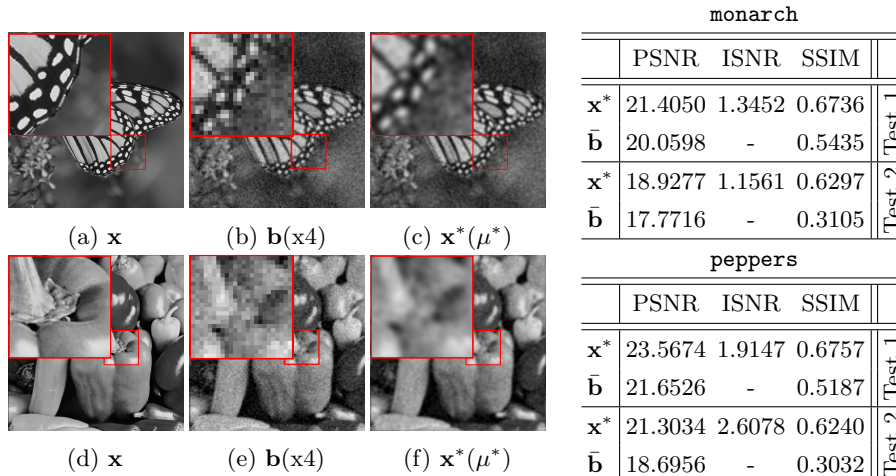 (a) x
(b) b(x4)
(c) x*(μ*)
(d) x
(e) b(x4)
(f) x*(μ*)
monarch
PSNR ISNR SSIM
x* 21.4050 1.3452 0.6736
b̄ 20.0598 - 0.5435
Test 1
x* 18.9277 1.1561 0.6297
b̄ 17.7716 - 0.3105
Test 2
peppers
PSNR ISNR SSIM
x* 23.5674 1.9147 0.6757
b̄ 21.6526 - 0.5187
Test 1
x* 21.3034 2.6078 0.6240
b̄ 18.6956 - 0.3032
Test 2